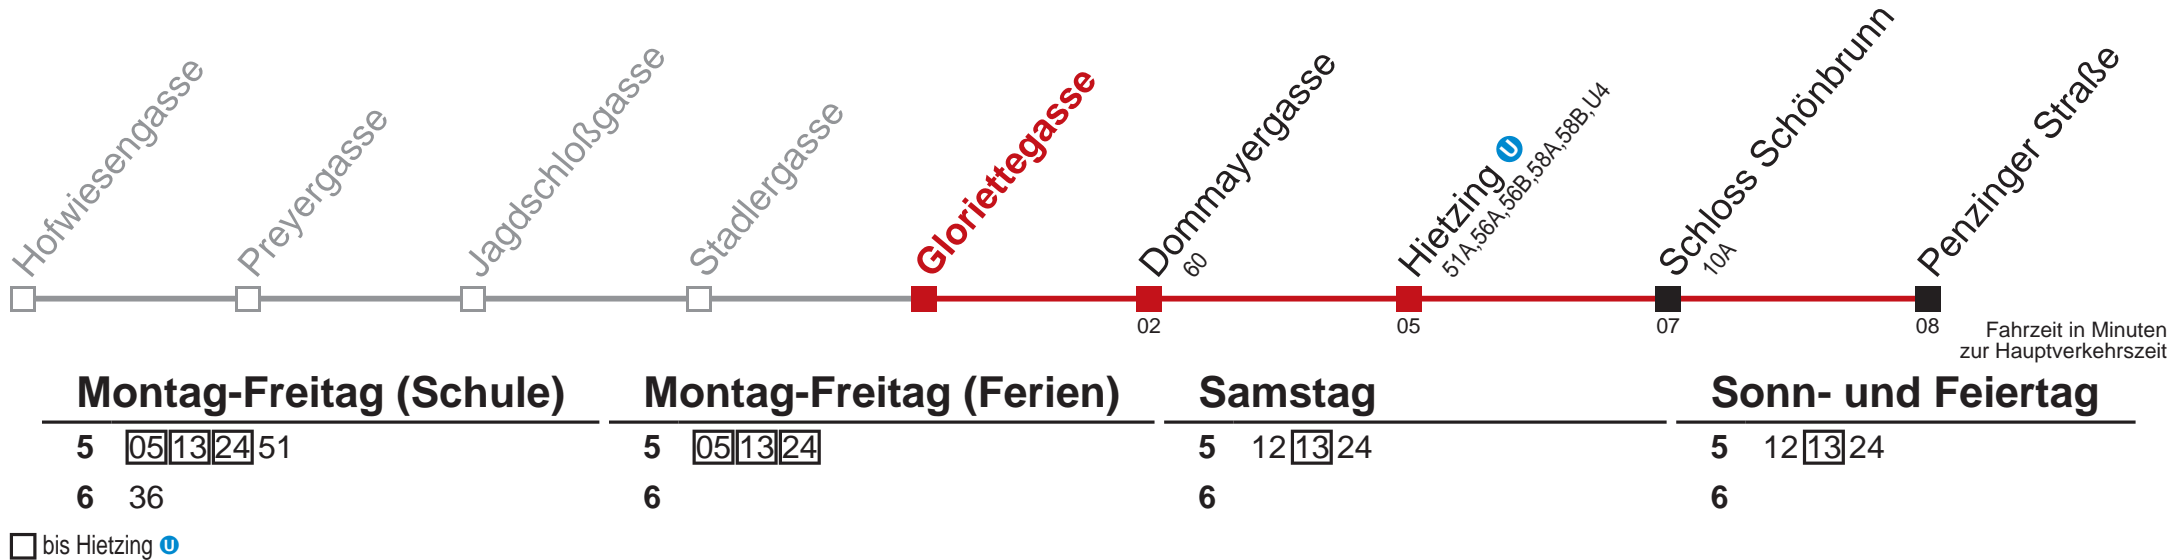 Hofwiesengasse
Preyergasse
Jagdschloßgasse
Stadlergasse
Gloriettegasse
Dommayergasse
60
Hietzing U
51A,56A,56B,58A,58B,U4
Schloss Schönbrunn
10A
Penzinger Straße
02 05 07 08
Fahrzeit in Minuten
zur Hauptverkehrszeit
Montag-Freitag (Schule) Montag-Freitag (Ferien) Samstag Sonn- und Feiertag
5 05 13 24 51 5 05 13 24 5 12 13 24 5 12 13 24
6 36 6 6 6
bis Hietzing U